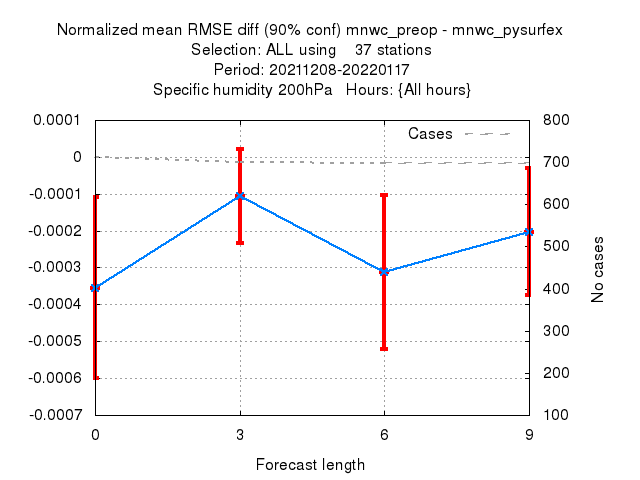 Normalized mean RMSE diff (90% conf) mnwc_preop - mnwc_pysurfex
Selection: ALL using    37 stations
Period: 20211208-20220117
Specific humidity 200hPa   Hours: {All hours}
0.0001
0
-0.0001
-0.0002
-0.0003
-0.0004
-0.0005
-0.0006
-0.0007
Cases
800
700
600
500
400
300
200
100
No cases
0 3 6 9
Forecast length